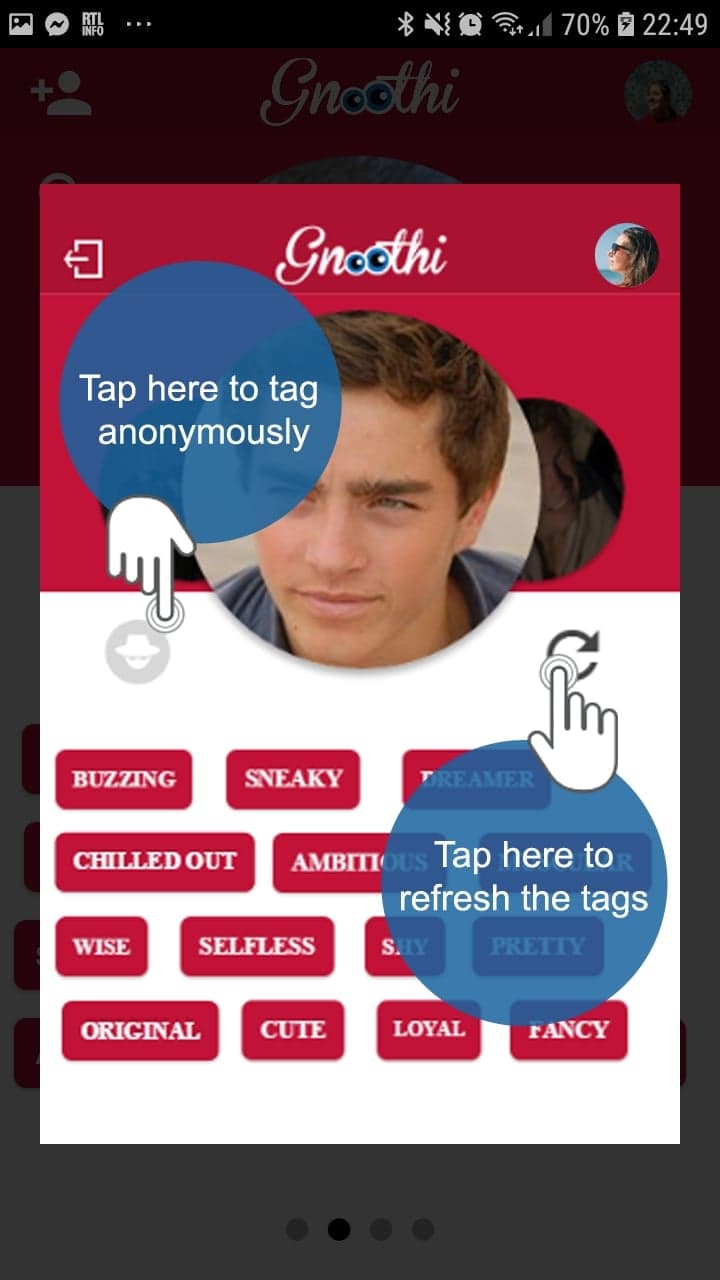 RTL
INFO
70%
22:49
Gnoothi
Gnoothi
Tap here to tag
anonymously
BUZZING
SNEAKY
DREAMER
CHILLED OUT
AMBITIOUS
Tap here to
refresh the tags
WISE
SELFLESS
SHY
PRETTY
ORIGINAL
CUTE
LOYAL
FANCY